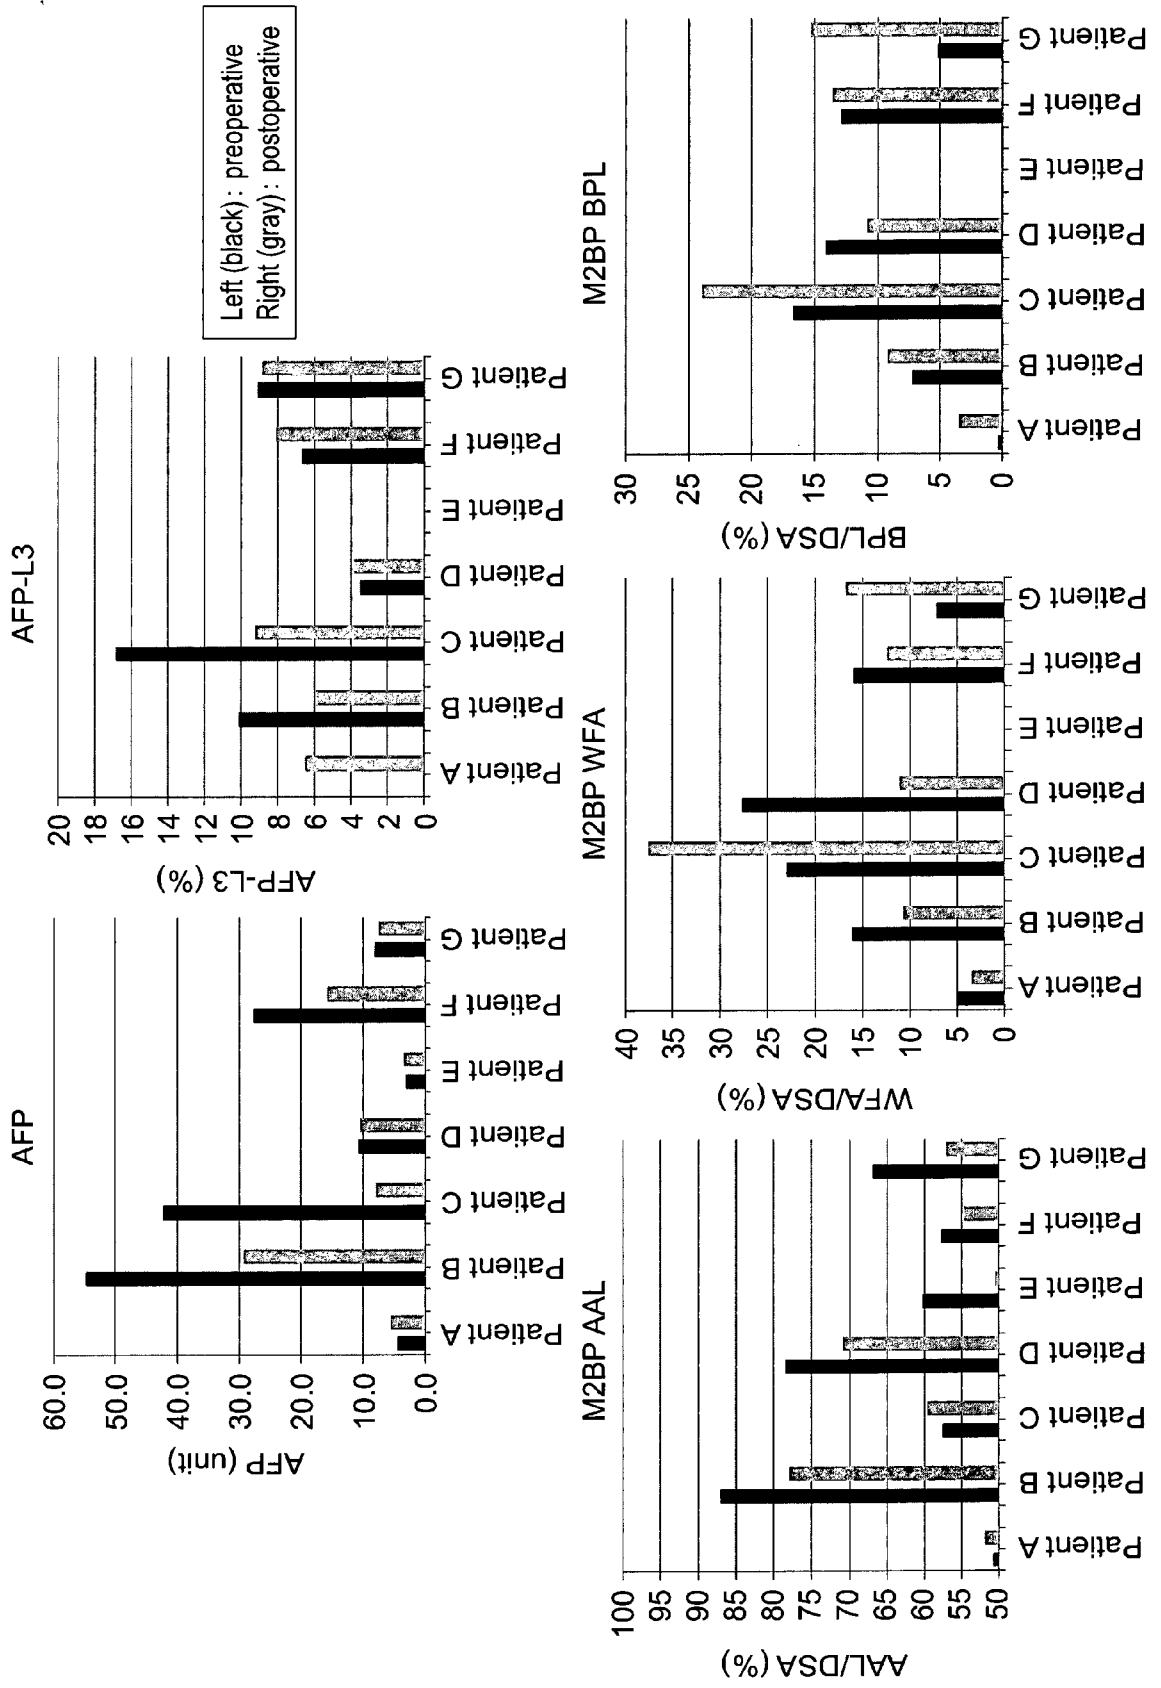 AFP
AFP (unit)
60.0
50.0
40.0
30.0
20.0
10.0
0.0
Patient A
Patient B
Patient C
Patient D
Patient E
Patient F
Patient G
AFP-L3
AFP-L3 (%)
20
18
16
14
12
10
8
6
4
2
0
Patient A
Patient B
Patient C
Patient D
Patient E
Patient F
Patient G
Left (black) : preoperative
Right (gray) : postoperative
M2BP AAL
AAL/DSA (%)
100
95
90
85
80
75
70
65
60
55
50
Patient A
Patient B
Patient C
Patient D
Patient E
Patient F
Patient G
M2BP WFA
WFA/DSA (%)
40
35
30
25
20
15
10
5
0
Patient A
Patient B
Patient C
Patient D
Patient E
Patient F
Patient G
M2BP BPL
BPL/DSA (%)
30
25
20
15
10
5
0
Patient A
Patient B
Patient C
Patient D
Patient E
Patient F
Patient G